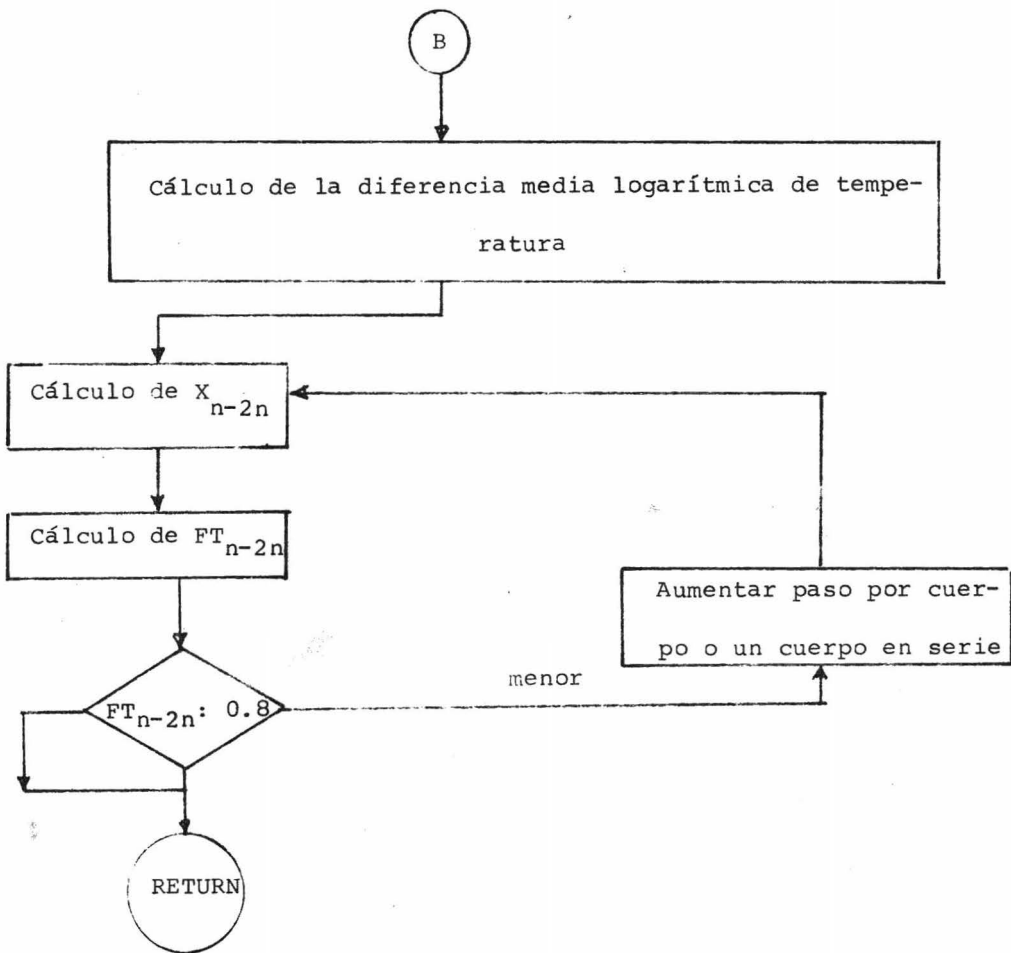 B
Cálculo de la diferencia media logarítmica de tempe-
ratura
Cálculo de X n-2n
Cálculo de FT n-2n
Aumentar paso por cuer-
po o un cuerpo en serie
menor
FT n-2n: 0.8
RETURN